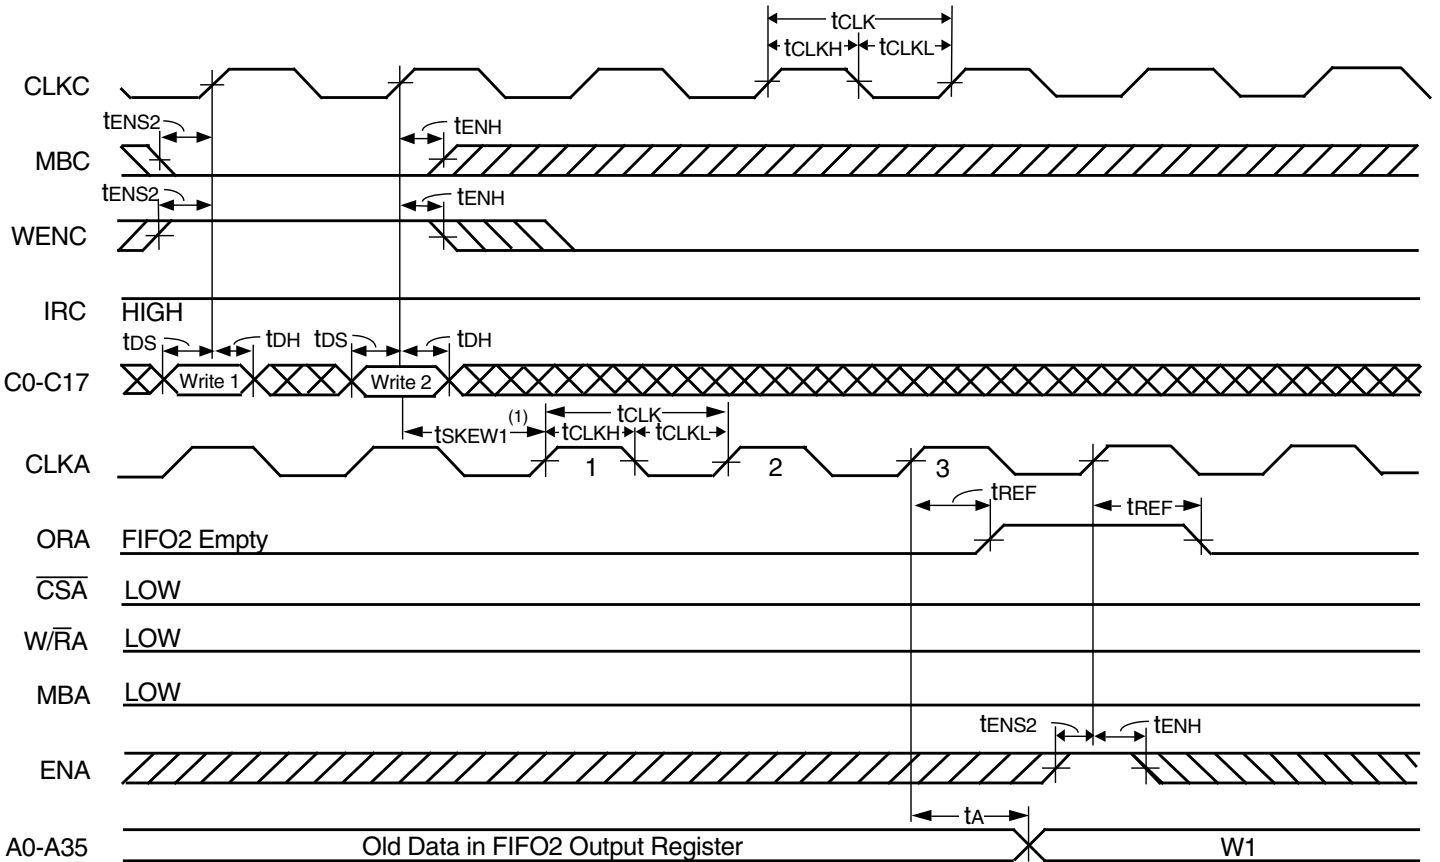 tCLK
tCLKH tCLKL
CLKC
tENS2 tENH
MBC
tENS2 tENH
WENC
IRC HIGH
tDS tDH tDS tDH
C0-C17 Write 1 Write 2
tSKEW1(1) tCLK
tCLKH tCLKL
CLKA 1 2 3
tREF tREF
ORA FIFO2 Empty
CSA LOW
W/RA LOW
MBA LOW
tENS2 tENH
ENA
tA
A0-A35 Old Data in FIFO2 Output Register W1